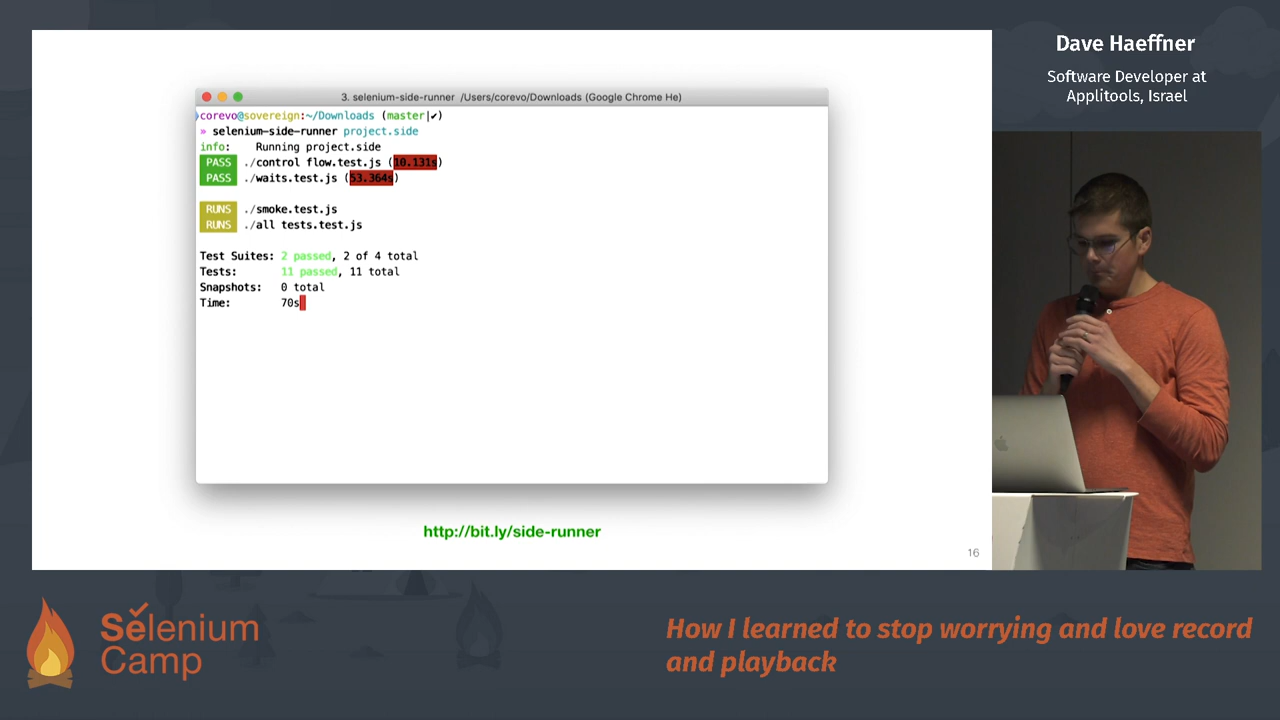 Dave Haeffner
Software Developer at
Applitools, Israel
3. selenium-side-runner /Users/corevo/Downloads (Google Chrome He)
corevo@sovereign:~/Downloads (master|✔)
» selenium-side-runner project.side
info: Running project.side
PASS ./control flow.test.js (10.131s)
PASS ./waits.test.js (53.364s)
RUNS ./smoke.test.js
RUNS ./all tests.test.js
Test Suites: 2 passed, 2 of 4 total
Tests: 11 passed, 11 total
Snapshots: 0 total
Time: 70s
http://bit.ly/side-runner
16
Selenium
Camp
How I learned to stop worrying and love record
and playback